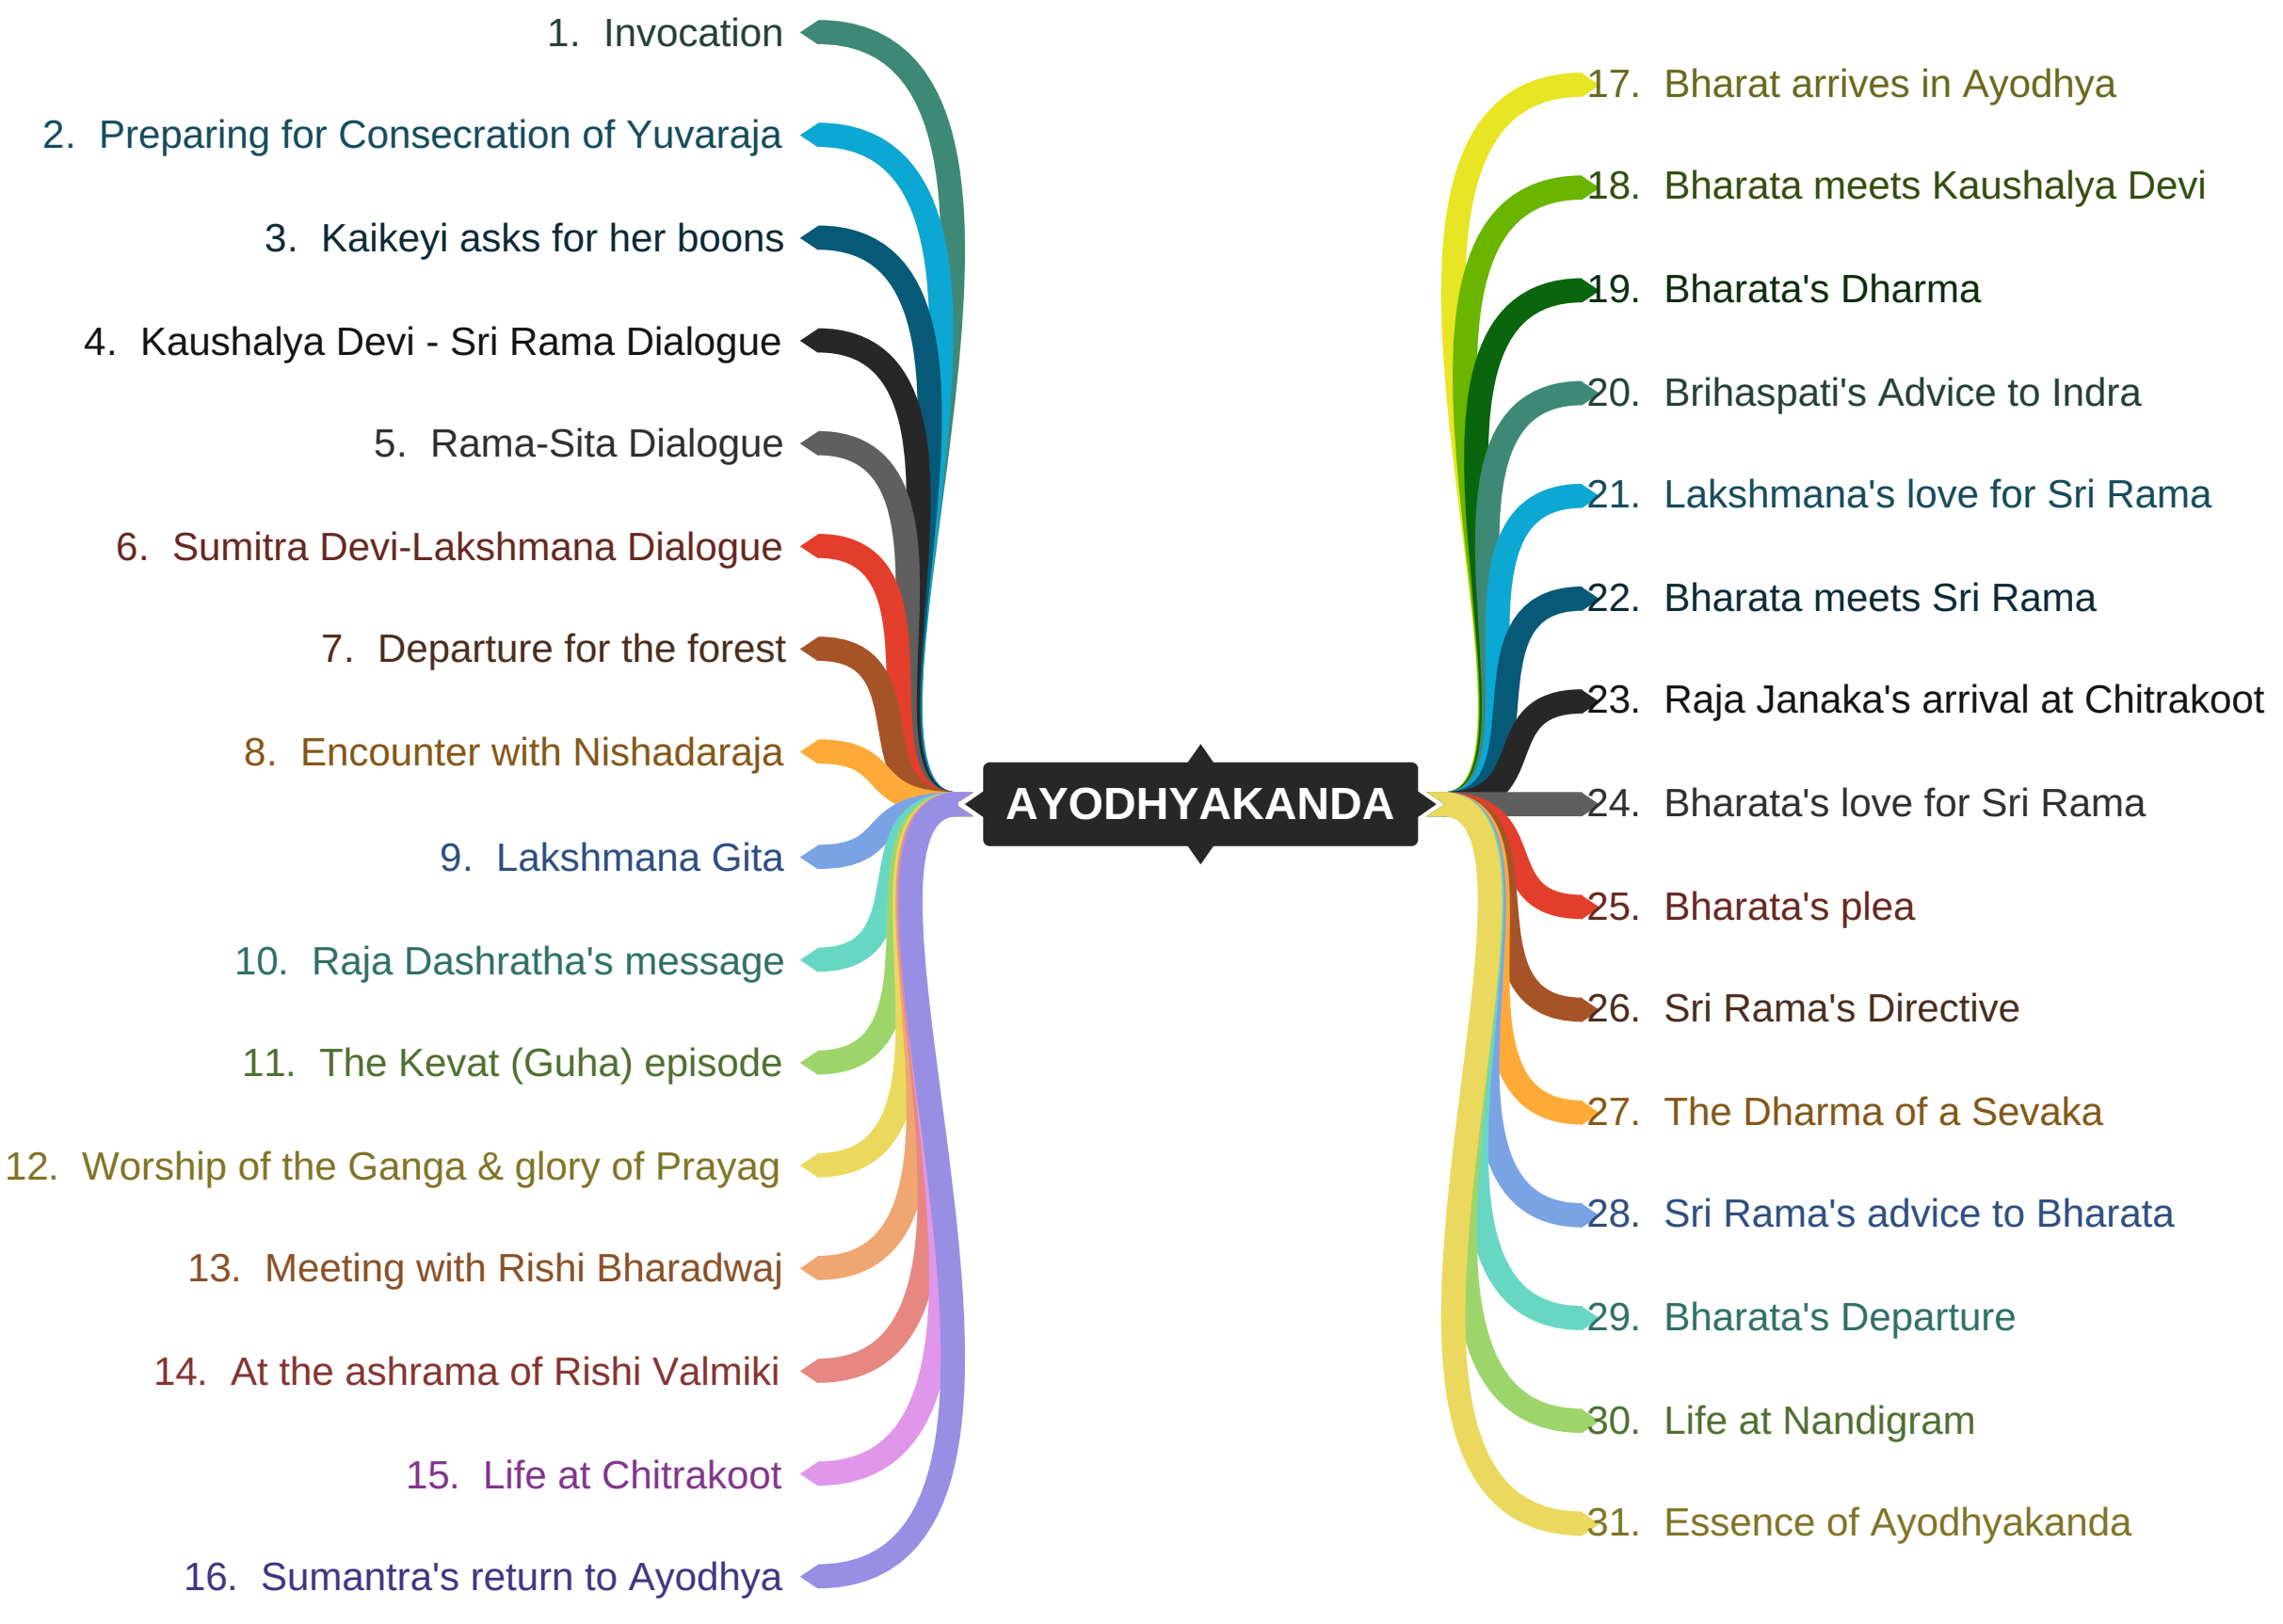 1. Invocation
2. Preparing for Consecration of Yuvaraja
3. Kaikeyi asks for her boons
4. Kaushalya Devi - Sri Rama Dialogue
5. Rama-Sita Dialogue
6. Sumitra Devi-Lakshmana Dialogue
7. Departure for the forest
8. Encounter with Nishadaraja
9. Lakshmana Gita
10. Raja Dashratha's message
11. The Kevat (Guha) episode
12. Worship of the Ganga & glory of Prayag
13. Meeting with Rishi Bharadwaj
14. At the ashrama of Rishi Valmiki
15. Life at Chitrakoot
16. Sumantra's return to Ayodhya
AYODHYAKANDA
17. Bharat arrives in Ayodhya
18. Bharata meets Kaushalya Devi
19. Bharata's Dharma
20. Brihaspati's Advice to Indra
21. Lakshmana's love for Sri Rama
22. Bharata meets Sri Rama
23. Raja Janaka's arrival at Chitrakoot
24. Bharata's love for Sri Rama
25. Bharata's plea
26. Sri Rama's Directive
27. The Dharma of a Sevaka
28. Sri Rama's advice to Bharata
29. Bharata's Departure
30. Life at Nandigram
31. Essence of Ayodhyakanda